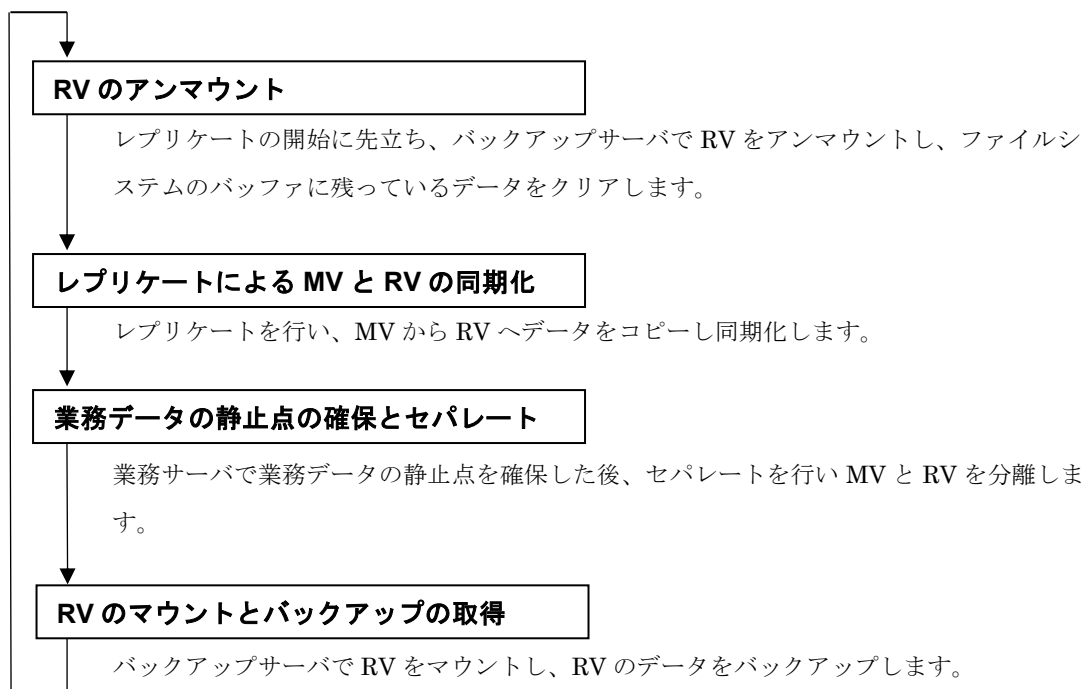 RV のアンマウント
レプリケートの開始に先立ち、バックアップサーバで RV をアンマウントし、ファイルシ
ステムのバッファに残っているデータをクリアします。
レプリケートによる MV と RV の同期化
レプリケートを行い、MV から RV へデータをコピーし同期化します。
業務データの静止点の確保とセパレート
業務サーバで業務データの静止点を確保した後、セパレートを行い MV と RV を分離しま
す。
RV のマウントとバックアップの取得
バックアップサーバで RV をマウントし、RV のデータをバックアップします。